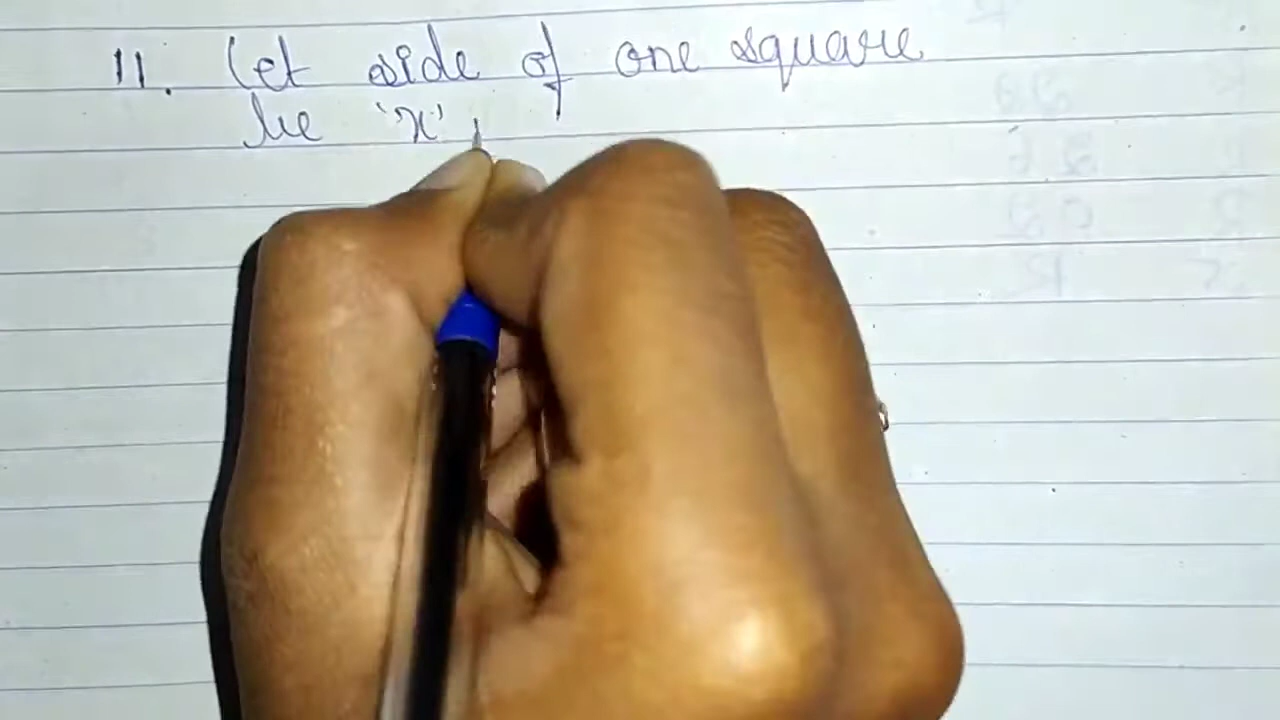 11. Let side of one square
be 'x'